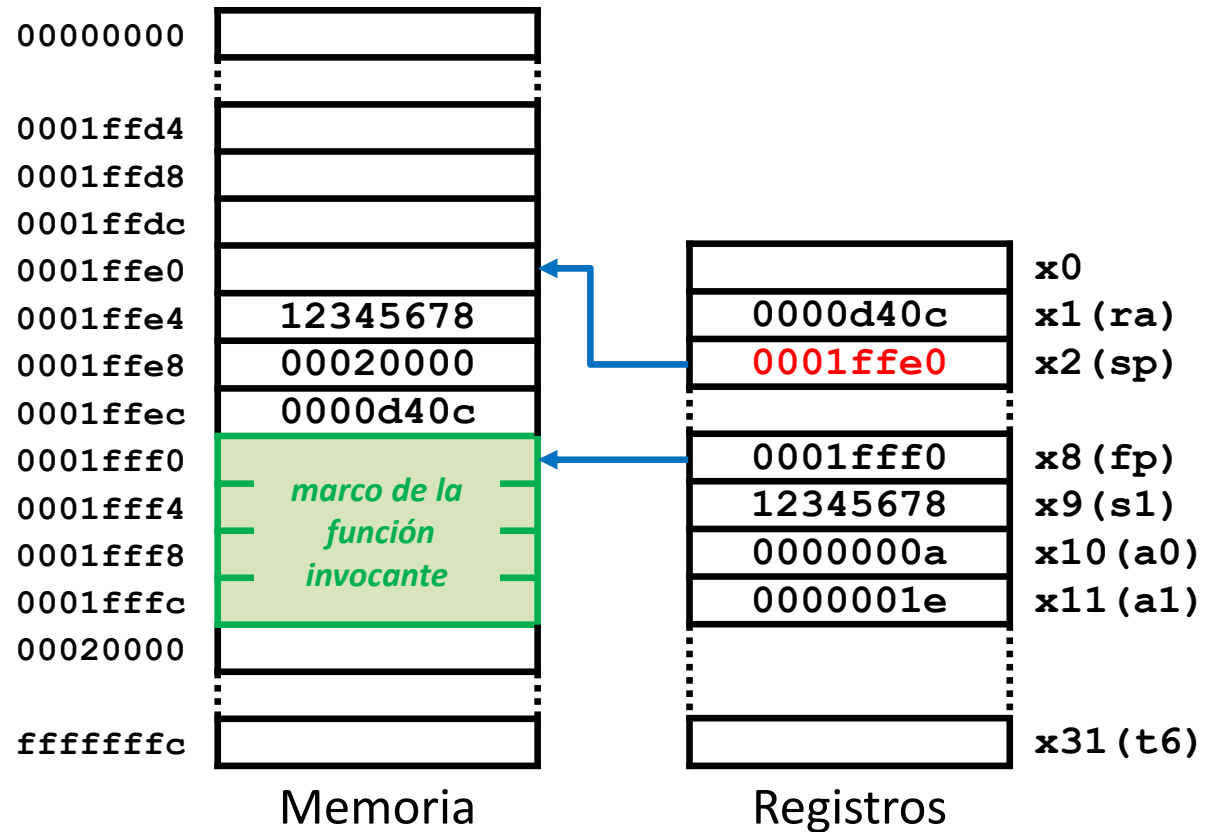 00000000
0001ffd4
0001ffd8
0001ffdc
0001ffe0 x0
0001ffe4 12345678 0000d40c x1(ra)
0001ffe8 00020000 0001ffe0 x2(sp)
0001ffec 0000d40c
0001fff0 0001fff0 x8(fp)
0001fff4 marco de la 12345678 x9(s1)
0001fff8 función 0000000a x10(a0)
0001fffc invocante 0000001e x11(a1)
00020000
fffffffc x31(t6)
Memoria Registros